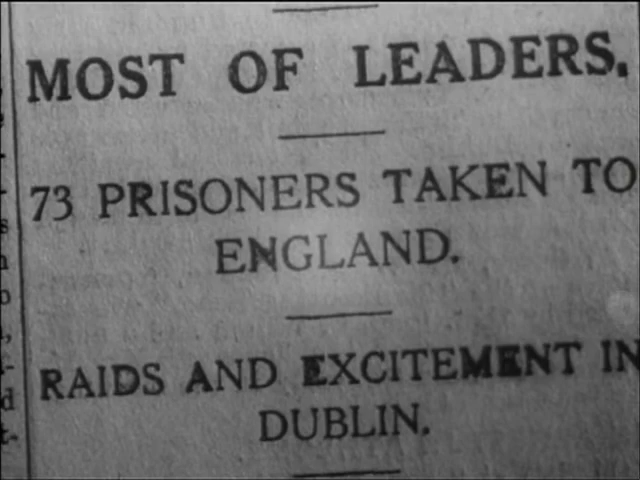 MOST OF LEADERS.
73 PRISONERS TAKEN TO
ENGLAND.
RAIDS AND EXCITEMENT IN
DUBLIN.